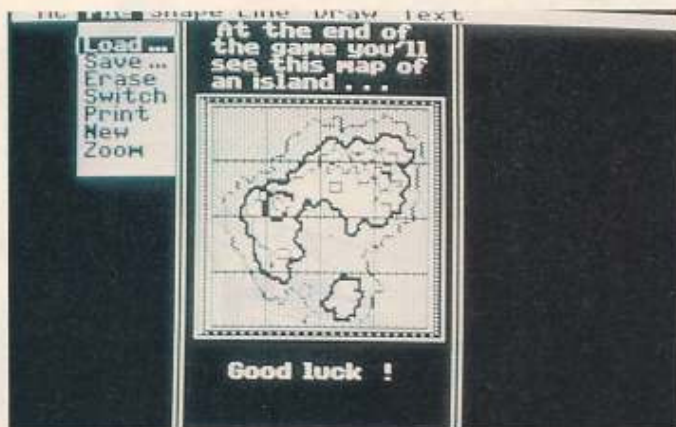 File Shape Line Draw Text
Load ...
Save ...
Erase
Switch
Print
New
Zoom
At the end of
the game you'll
see this map of
an island ...
Good luck !